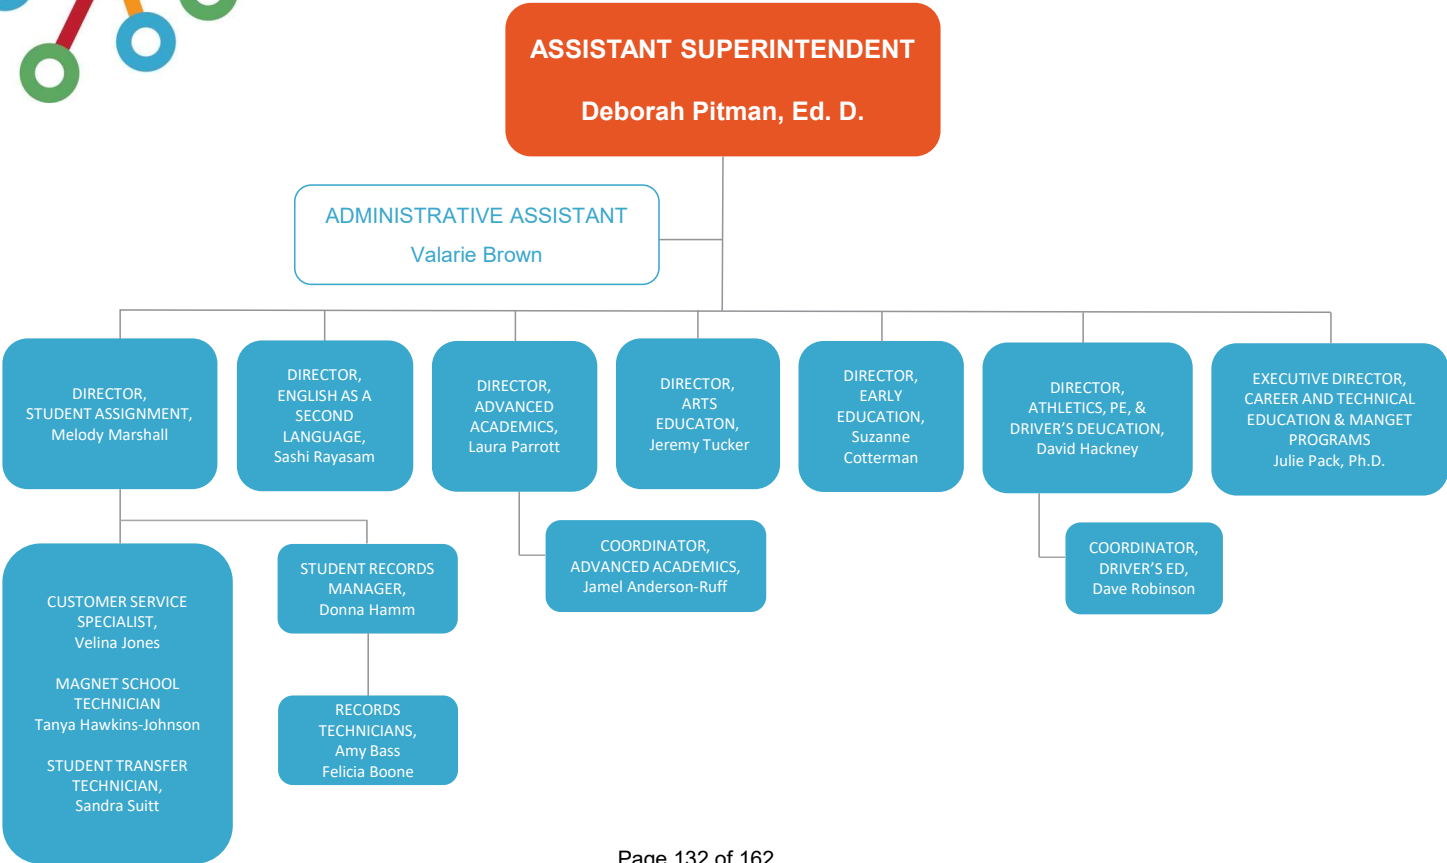 ASSISTANT SUPERINTENDENT
Deborah Pitman, Ed. D.
ADMINISTRATIVE ASSISTANT
Valarie Brown
DIRECTOR,
STUDENT ASSIGNMENT,
Melody Marshall
DIRECTOR,
ENGLISH AS A
SECOND
LANGUAGE,
Sashi Rayasam
DIRECTOR,
ADVANCED
ACADEMICS,
Laura Parrott
DIRECTOR,
ARTS
EDUCATON,
Jeremy Tucker
DIRECTOR,
EARLY
EDUCATION,
Suzanne
Cotterman
DIRECTOR,
ATHLETICS, PE, &
DRIVER’S DEUCATION,
David Hackney
EXECUTIVE DIRECTOR,
CAREER AND TECHNICAL
EDUCATION & MANGET
PROGRAMS
Julie Pack, Ph.D.
CUSTOMER SERVICE
SPECIALIST,
Velina Jones
MAGNET SCHOOL
TECHNICIAN
Tanya Hawkins-Johnson
STUDENT TRANSFER
TECHNICIAN,
Sandra Suitt
STUDENT RECORDS
MANAGER,
Donna Hamm
RECORDS
TECHNICIANS,
Amy Bass
Felicia Boone
COORDINATOR,
ADVANCED ACADEMICS,
Jamel Anderson-Ruff
COORDINATOR,
DRIVER’S ED,
Dave Robinson
Page 132 of 162